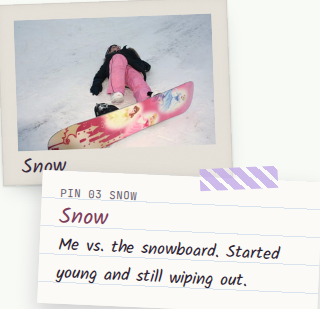 Snow
PIN 03 SNOW
Snow
Me vs. the snowboard. Started
young and still wiping out.